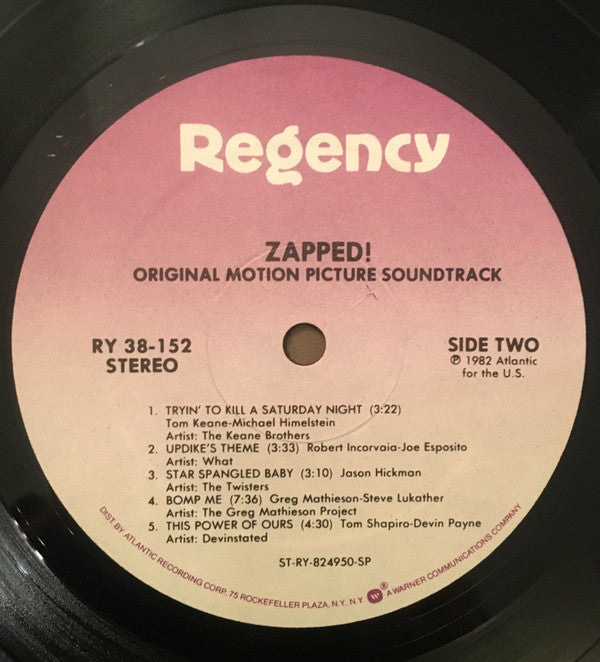 Regency
ZAPPED!
ORIGINAL MOTION PICTURE SOUNDTRACK
RY 38-152
STEREO
SIDE TWO
℗ 1982 Atlantic
for the U.S.
1. TRYIN' TO KILL A SATURDAY NIGHT (3:22)
Tom Keane-Michael Himelstein
Artist: The Keane Brothers
2. UPDIKE'S THEME (3:33) Robert Incorvaia-Joe Esposito
Artist: What
3. STAR SPANGLED BABY (3:10) Jason Hickman
Artist: The Twisters
4. BOMP ME (7:36) Greg Mathieson-Steve Lukather
Artist: The Greg Mathieson Project
5. THIS POWER OF OURS (4:30) Tom Shapiro-Devin Payne
Artist: Devinstated
ST-RY-824950-SP
DIST BY ATLANTIC RECORDING CORP. 75 ROCKEFELLER PLAZA, N.Y. N.Y. ® A WARNER COMMUNICATIONS COMPANY